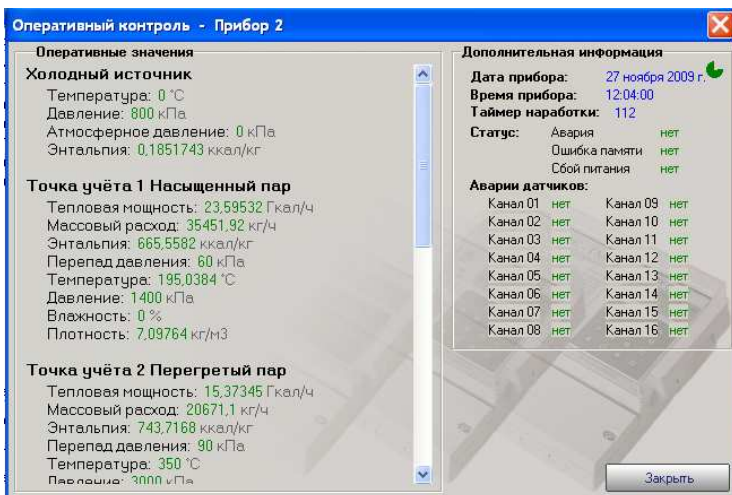 Оперативный контроль - Прибор 2
Оперативные значения
Холодный источник
Температура: 0 °C
Давление: 800 кПа
Атмосферное давление: 0 кПа
Энтальпия: 0,1851743 ккал/кг
Точка учёта 1 Насыщенный пар
Тепловая мощность: 23,59532 Гкал/ч
Массовый расход: 35451,92 кг/ч
Энтальпия: 665,5582 ккал/кг
Перепад давления: 60 кПа
Температура: 195,0384 °C
Давление: 1400 кПа
Влажность: 0 %
Плотность: 7,09764 кг/м3
Точка учёта 2 Перегретый пар
Тепловая мощность: 15,37345 Гкал/ч
Массовый расход: 20671,1 кг/ч
Энтальпия: 743,7168 ккал/кг
Перепад давления: 90 кПа
Температура: 350 °C
Давление: 3000 кПа
Дополнительная информация
Дата прибора: 27 ноября 2009 г.
Время прибора: 12:04:00
Таймер наработки: 112
Статус: Авария нет
Ошибка памяти нет
Сбой питания нет
Аварии датчиков:
Канал 01 нет Канал 09 нет
Канал 02 нет Канал 10 нет
Канал 03 нет Канал 11 нет
Канал 04 нет Канал 12 нет
Канал 05 нет Канал 13 нет
Канал 06 нет Канал 14 нет
Канал 07 нет Канал 15 нет
Канал 08 нет Канал 16 нет
Закрыть